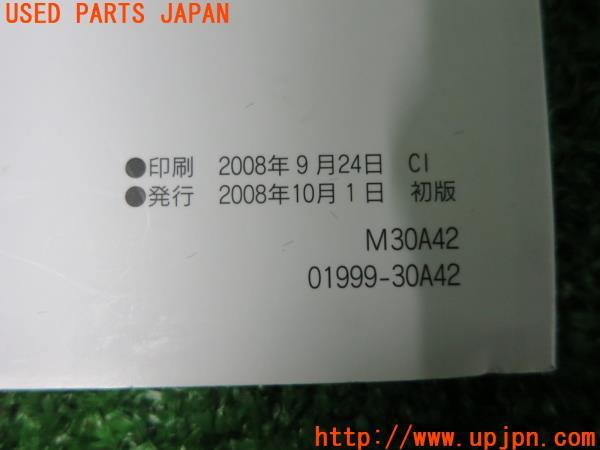 USED PARTS JAPAN
●印刷 2008年9月24日 CI
●発行 2008年10月1日 初版
M30A42
01999-30A42
http://www.upjpn.com